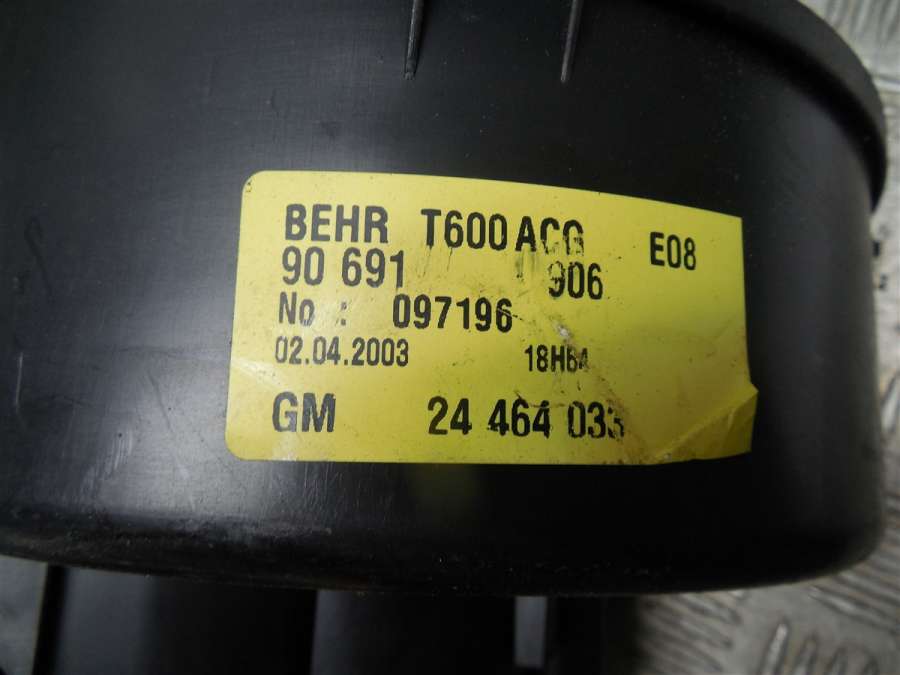 BEHR T600 ACG E08
90 691 906
No : 097196
02.04.2003 18H64
GM 24 464 033